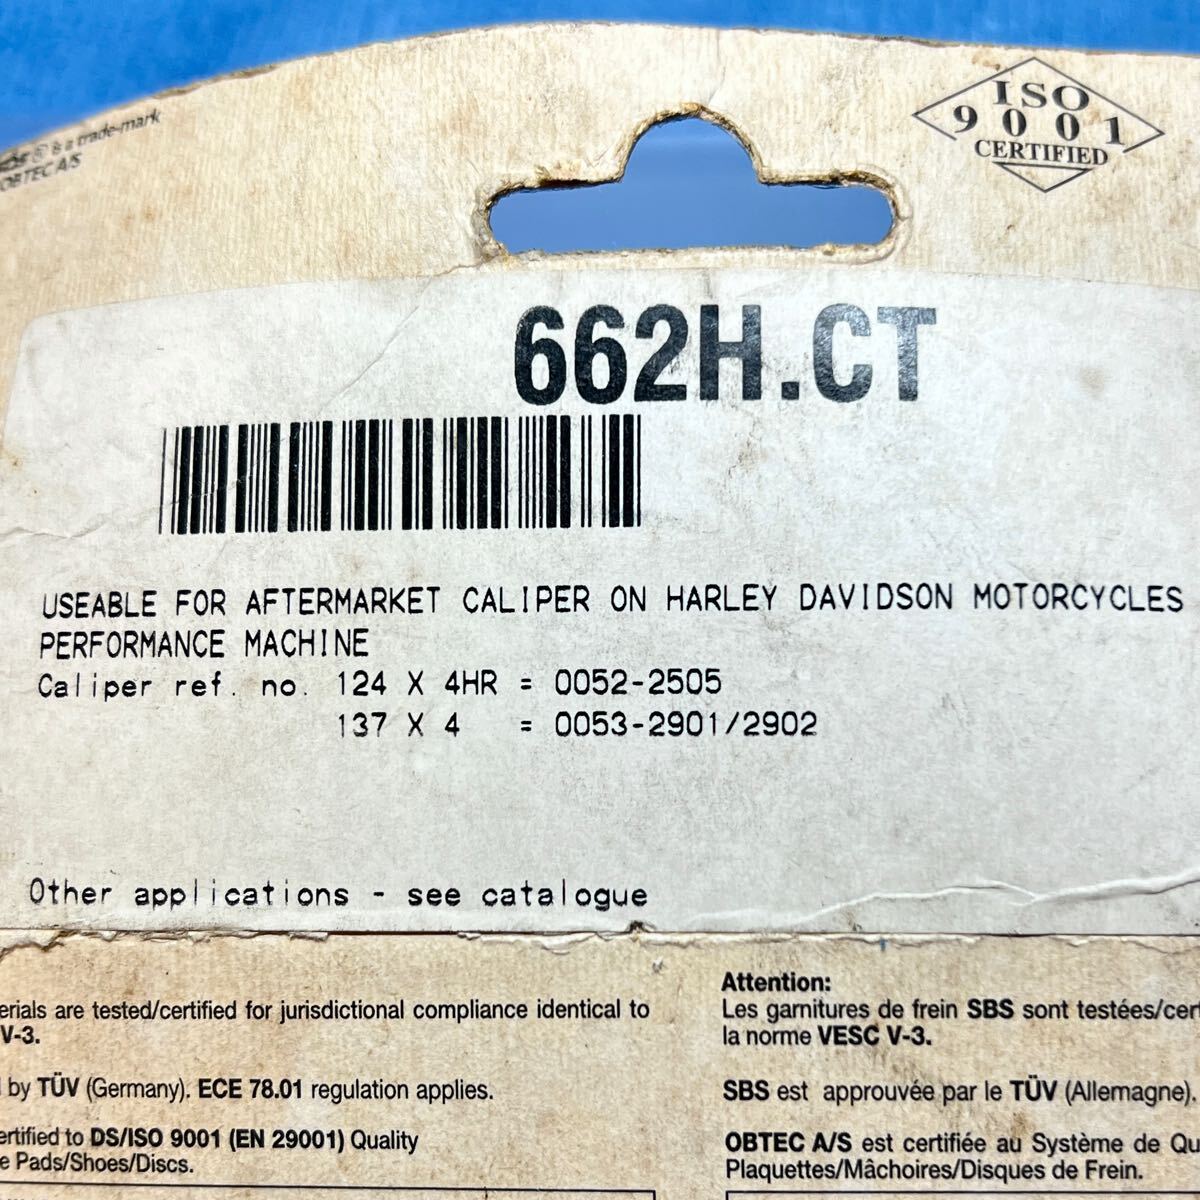 ® is a trade-mark
OBTEC A/S
ISO
9001
CERTIFIED
662H.CT
USEABLE FOR AFTERMARKET CALIPER ON HARLEY DAVIDSON MOTORCYCLES
PERFORMANCE MACHINE
Caliper ref. no. 124 X 4HR = 0052-2505
137 X 4 = 0053-2901/2902
Other applications - see catalogue
erials are tested/certified for jurisdictional compliance identical to
V-3.
by TÜV (Germany). ECE 78.01 regulation applies.
ertified to DS/ISO 9001 (EN 29001) Quality
e Pads/Shoes/Discs.
Attention:
Les garnitures de frein SBS sont testées/cer
la norme VESC V-3.
SBS est approuvée par le TÜV (Allemagne).
OBTEC A/S est certifiée au Système de Qu
Plaquettes/Mâchoires/Disques de Frein.